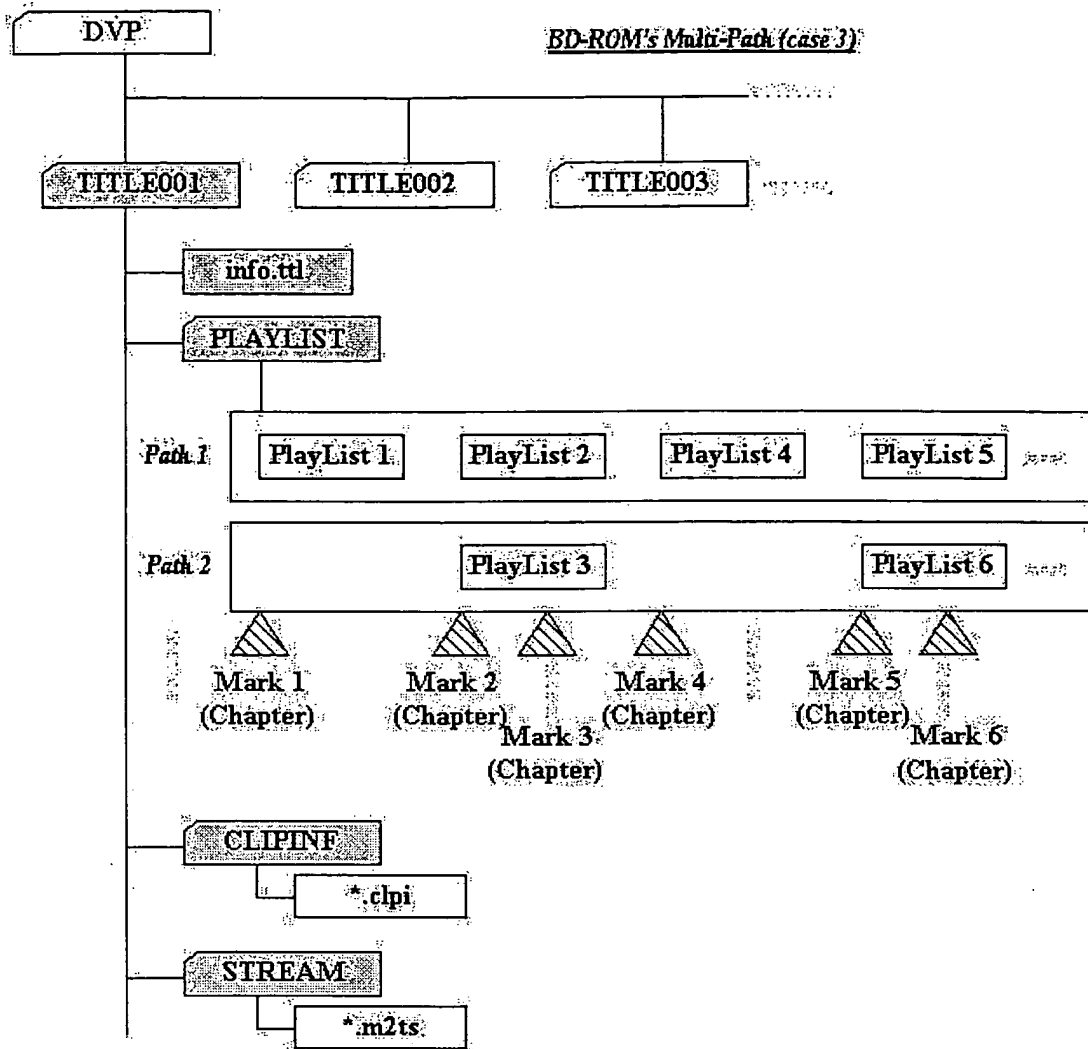 DVP
BD-ROM's Multi-Path (case 3)
TITLE001
TITLE002
TITLE003
info.ttl
PLAYLIST
Path 1
PlayList 1
PlayList 2
PlayList 4
PlayList 5
Path 2
PlayList 3
PlayList 6
Mark 1
(Chapter)
Mark 2
(Chapter)
Mark 3
(Chapter)
Mark 4
(Chapter)
Mark 5
(Chapter)
Mark 6
(Chapter)
CLIPINF
*.clpi
STREAM
*.m2ts